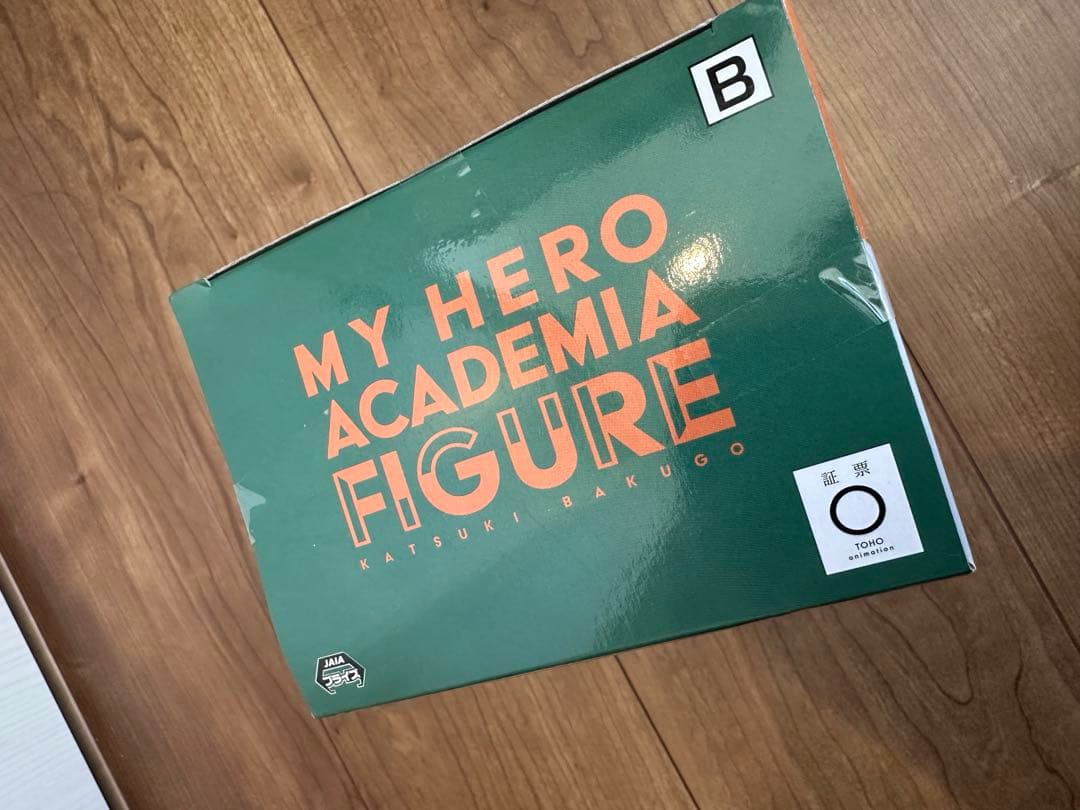 B
MY HERO
ACADEMIA
FIGURE
KATSUKI BAKUGO
証票
TOHO
animation
JAIA
プライズ